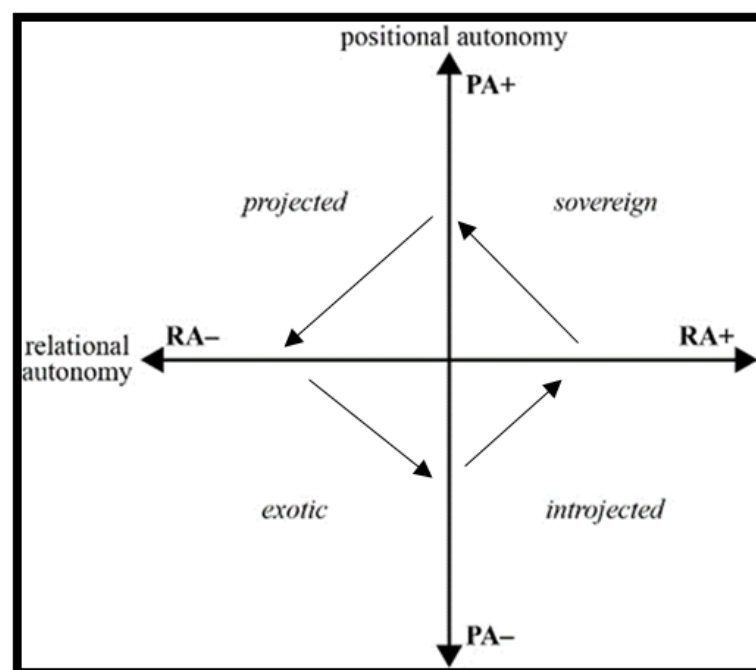 positional autonomy
PA+
projected
sovereign
RA–
RA+
relational
autonomy
exotic
introjected
PA–